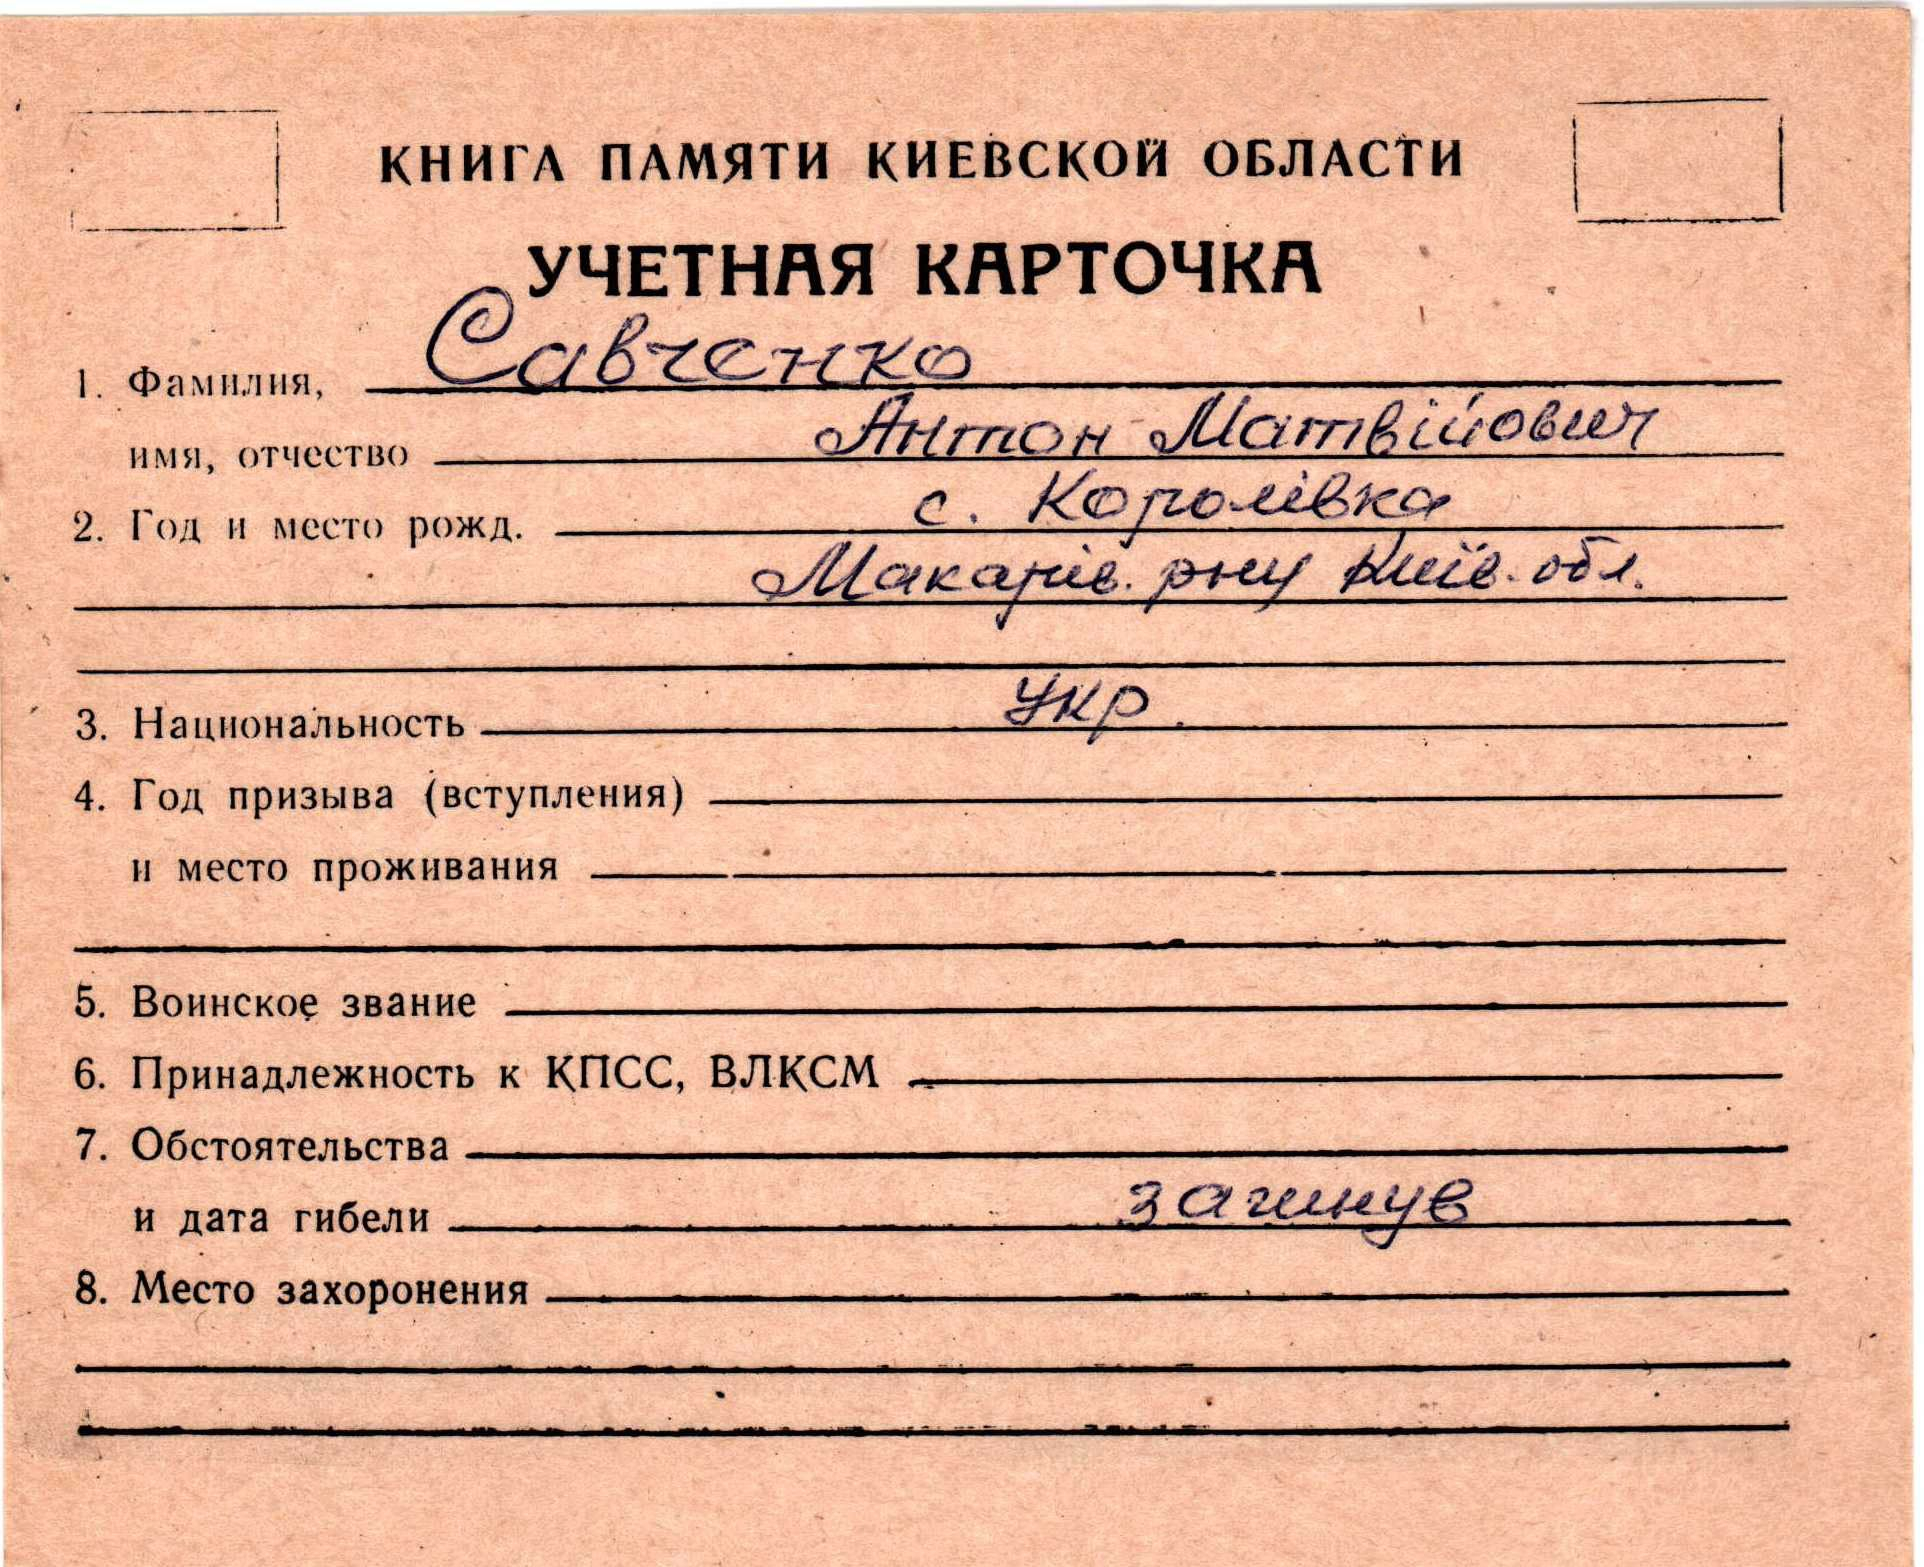 КНИГА ПАМЯТИ КИЕВСКОЙ ОБЛАСТИ
УЧЕТНАЯ КАРТОЧКА
1. Фамилия, Савченко
имя, отчество Антон Матвійович
2. Год и место рожд. с. Королівка
Макарів. рну Київ. обл.
3. Национальность Укр.
4. Год призыва (вступления)
и место проживания
5. Воинское звание
6. Принадлежность к КПСС, ВЛКСМ
7. Обстоятельства
и дата гибели загинув
8. Место захоронения